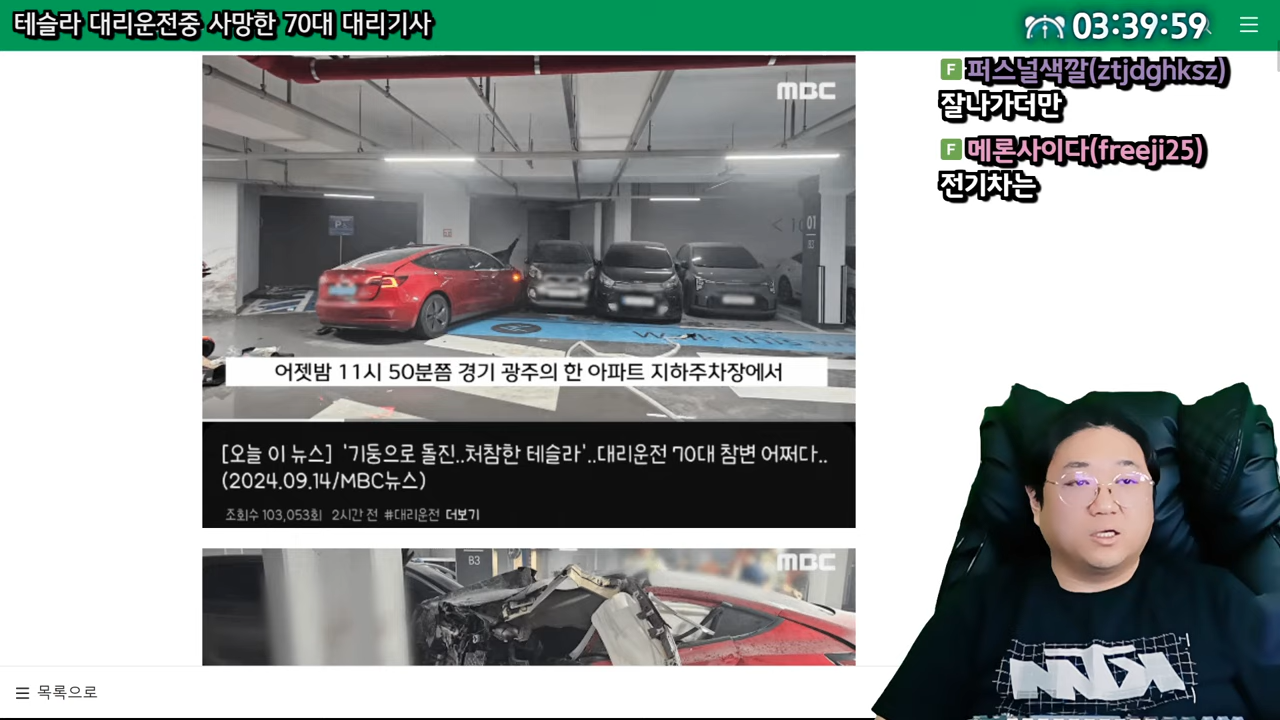 테슬라 대리운전중 사망한 70대 대리기사
03:39:59
F 퍼스널색깔(ztjdghksz)
잘나가더만
F 메론사이다(freeji25)
전기차는
MBC
P
01
B2
어젯밤 11시 50분쯤 경기 광주의 한 아파트 지하주차장에서
[오늘 이 뉴스] '기둥으로 돌진..처참한 테슬라'..대리운전 70대 참변 어쩌다..
(2024.09.14/MBC뉴스)
조회수 103,053회 2시간 전 #대리운전 더보기
B3
MBC
목록으로